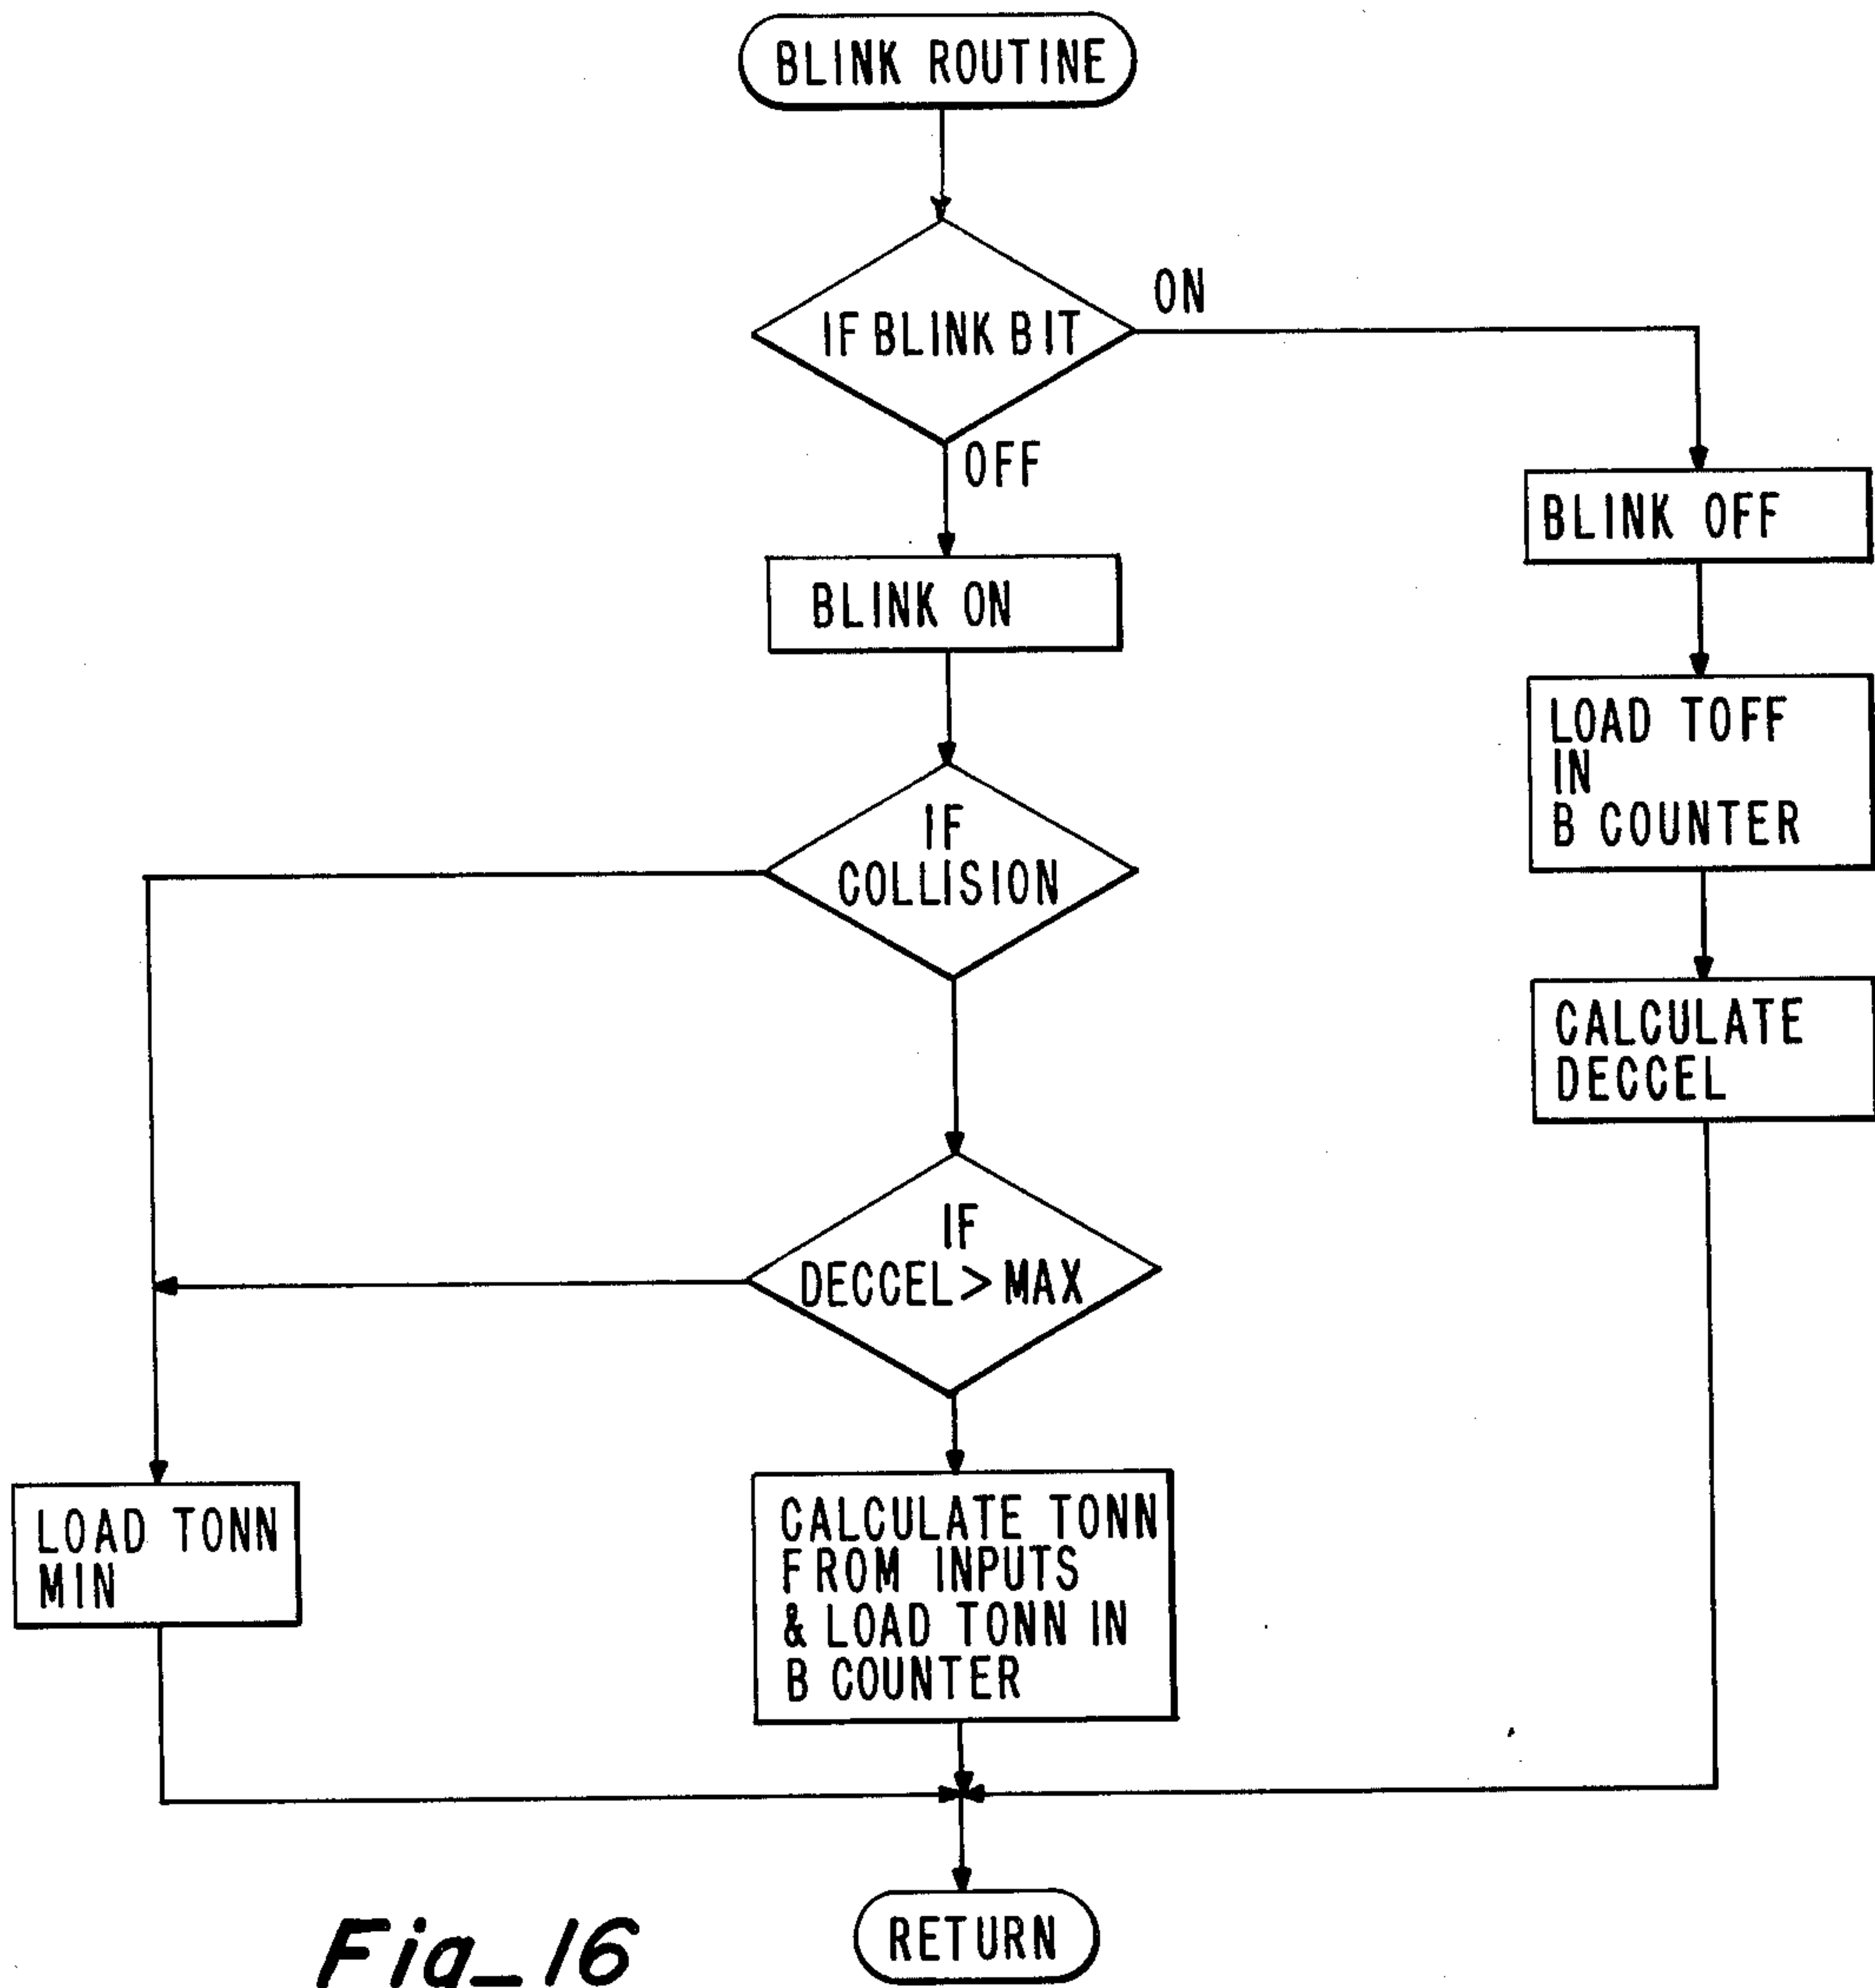 BLINK ROUTINE
IF BLINK BIT
ON
OFF
BLINK OFF
BLINK ON
LOAD TOFF
IN
B COUNTER
IF
COLLISION
CALCULATE
DECCEL
IF
DECCEL > MAX
LOAD TONN
MIN
CALCULATE TONN
FROM INPUTS
& LOAD TONN IN
B COUNTER
RETURN
Fig_16